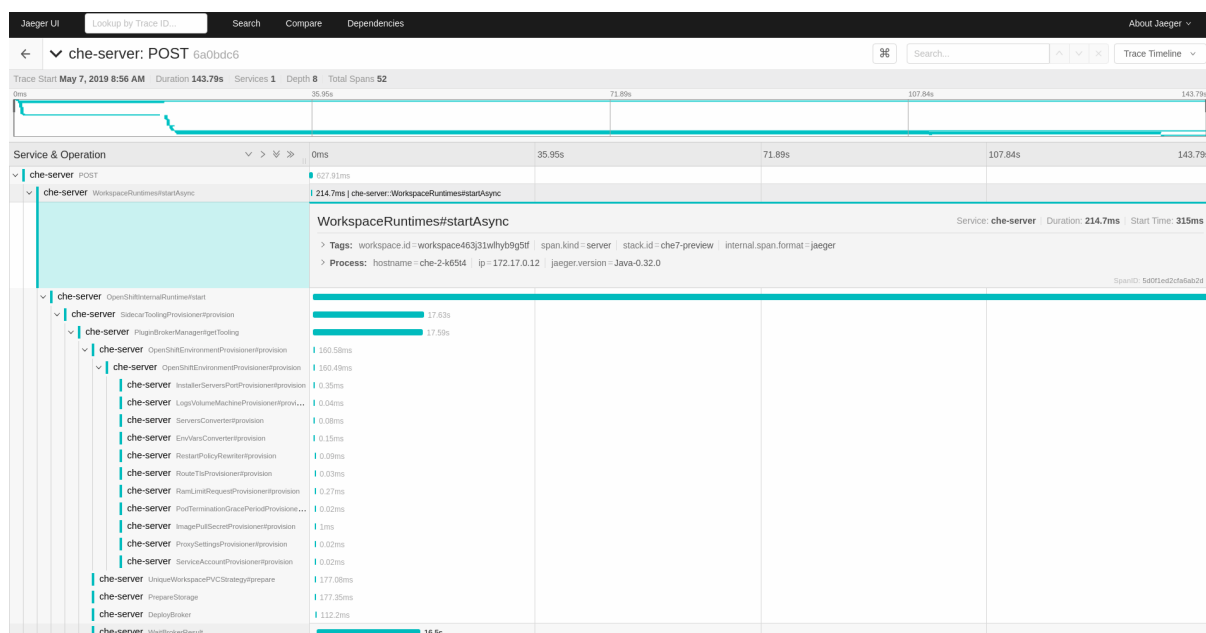 Jaeger UI Lookup by Trace ID... Search Compare Dependencies About Jaeger
che-server: POST 6a0bdc6 Search... Trace Timeline
Trace Start May 7, 2019 8:56 AM Duration 143.79s Services 1 Depth 8 Total Spans 52
0ms 35.95s 71.89s 107.84s 143.79s
Service & Operation 0ms 35.95s 71.89s 107.84s 143.79s
che-server POST 627.91ms
che-server WorkspaceRuntimes#startAsync 214.7ms | che-server::WorkspaceRuntimes#startAsync
WorkspaceRuntimes#startAsync Service: che-server Duration: 214.7ms Start Time: 315ms
Tags: workspace.id = workspace463j31wlhyb9g5tf span.kind = server stack.id = che7-preview internal.span.format = jaeger
Process: hostname = che-2-k65t4 ip = 172.17.0.12 jaeger.version = Java-0.32.0
SpanID: 5d0f1ed2cfa6ab2d
che-server OpenShiftInternalRuntime#start
che-server SidecarToolingProvisioner#provision 17.63s
che-server PluginBrokerManager#getTooling 17.59s
che-server OpenShiftEnvironmentProvisioner#provision 160.58ms
che-server OpenShiftEnvironmentProvisioner#provision 160.49ms
che-server InstallerServersPortProvisioner#provision 0.35ms
che-server LogsVolumeMachineProvisioner#provi... 0.04ms
che-server ServersConverter#provision 0.08ms
che-server EnvVarsConverter#provision 0.15ms
che-server RestartPolicyRewriter#provision 0.09ms
che-server RouteTlsProvisioner#provision 0.03ms
che-server RamLimitRequestProvisioner#provision 0.27ms
che-server PodTerminationGracePeriodProvisione... 0.02ms
che-server ImagePullSecretProvisioner#provision 1ms
che-server ProxySettingsProvisioner#provision 0.02ms
che-server ServiceAccountProvisioner#provision 0.02ms
che-server UniqueWorkspacePVCStrategy#prepare 177.08ms
che-server PrepareStorage 177.35ms
che-server DeployBroker 112.2ms
che-server WaitBrokerResult 16.5s